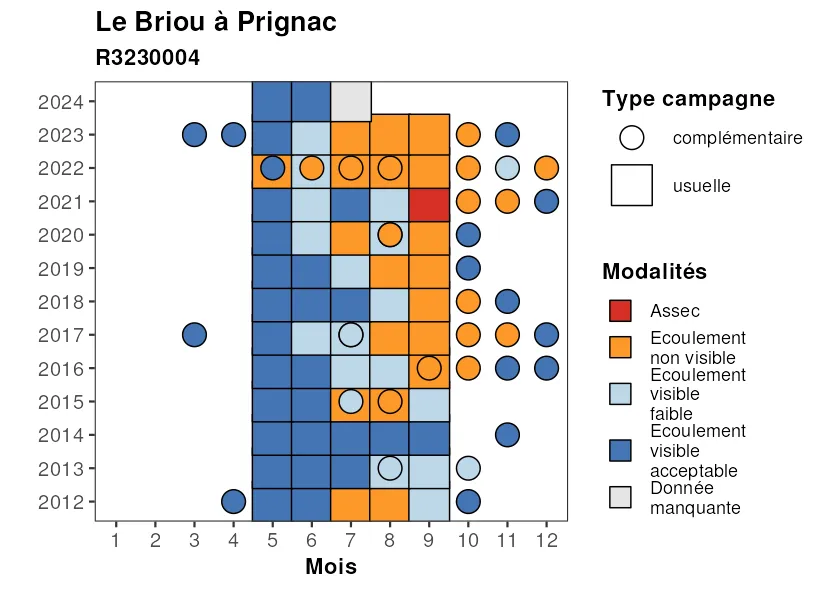 Le Briou à Prignac
R3230004
2024
2023
2022
2021
2020
2019
2018
2017
2016
2015
2014
2013
2012
1 2 3 4 5 6 7 8 9 10 11 12
Mois
Type campagne
complémentaire
usuelle
Modalités
Assec
Ecoulement
non visible
Ecoulement
visible
faible
Ecoulement
visible
acceptable
Donnée
manquante